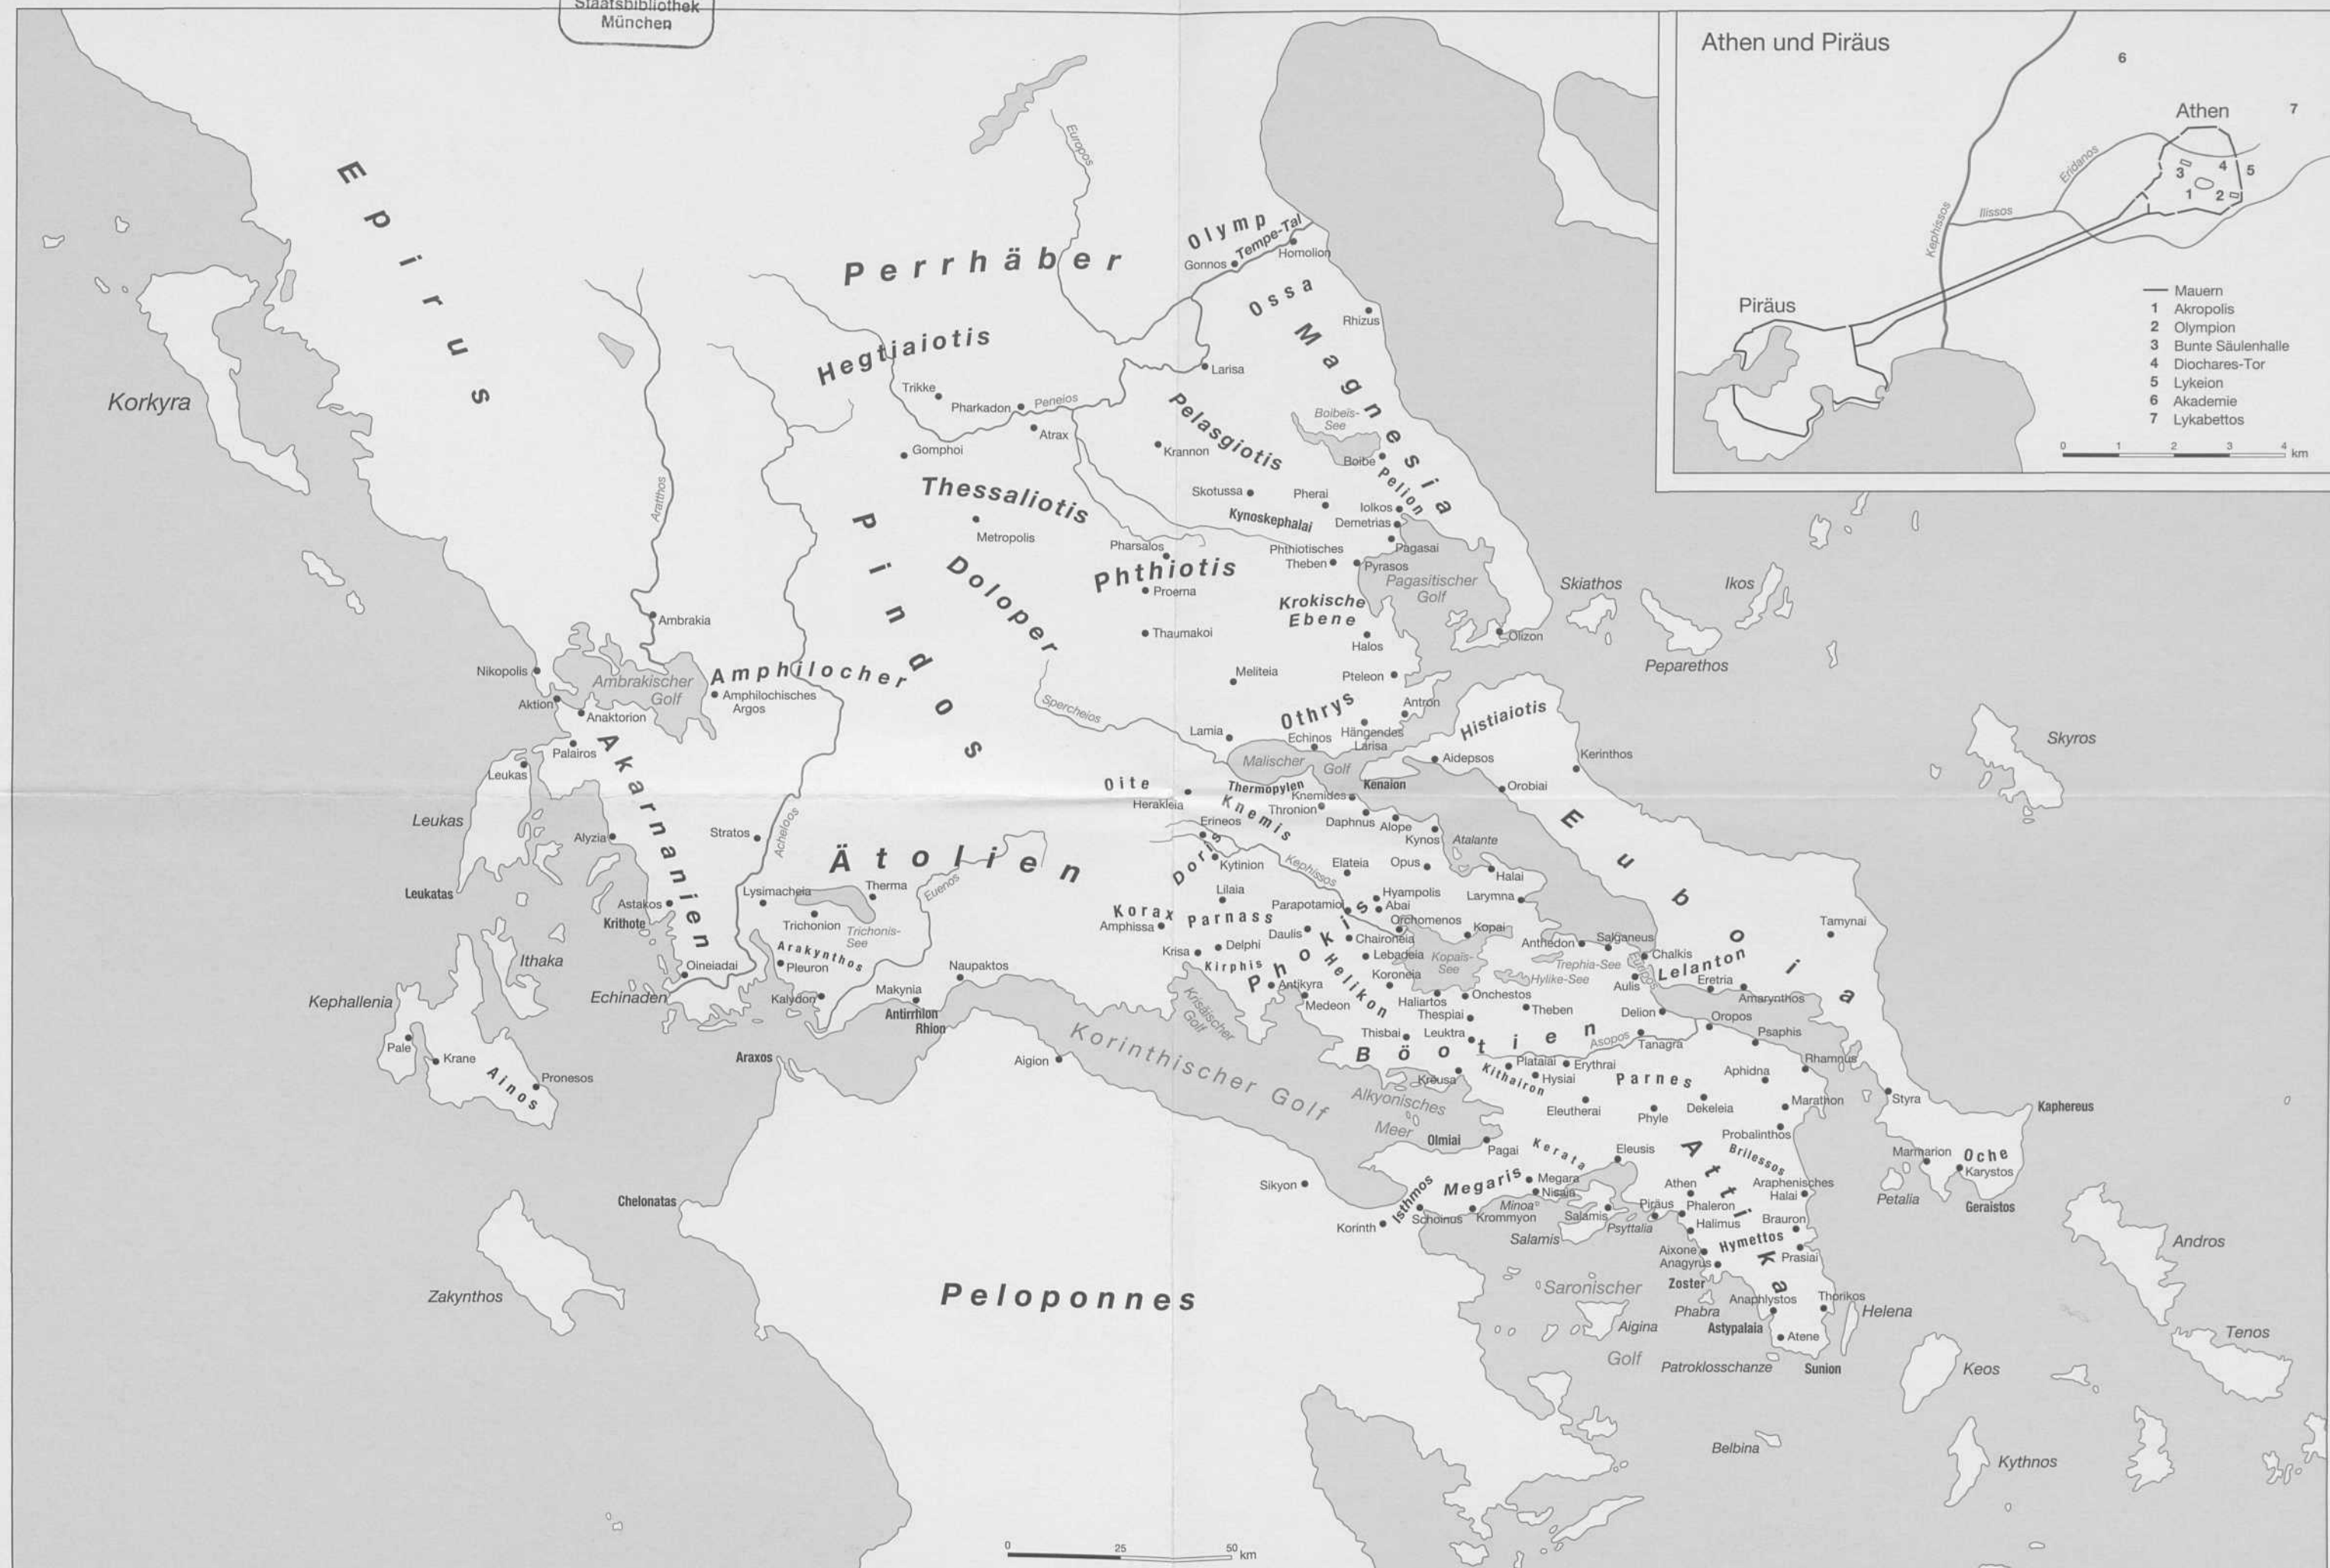 Staatsbibliothek
München
Athen und Piräus
6
Athen
7
Eridanos
3
4
5
1
2
Ilissos
Kephissos
Piräus
Mauern
1 Akropolis
2 Olympion
3 Bunte Säulenhalle
4 Diochares-Tor
5 Lykeion
6 Akademie
7 Lykabettos
0 1 2 3 4 km
Epirus
Europos
Olymp
Tempe-Tal
Homolion
Gonnos
Perrhäber
Ossa
Rhizus
Magnesia
Hegtiaiotis
Korkyra
Trikke
Pharkadon
Peneios
Larisa
Atrax
Gomphoi
Pelasgiotis
Krannon
Boibeïs-
See
Boibe
Pelion
Aratthos
Thessaliotis
Metropolis
Skotussa
Pherai
Iolkos
Kynoskephalai
Demetrias
Pagasai
Pindos
Doloper
Pharsalos
Phthiotis
Proerna
Phthiotisches
Theben
Pyrasos
Pagasitischer
Golf
Krokische
Ebene
Halos
Thaumakoi
Skiathos
Ikos
Peparethos
Olizon
Skyros
Ambrakia
Nikopolis
Ambrakischer
Golf
Amphilocher
Amphilochisches
Argos
Aktion
Anaktorion
Palairos
Leukas
Leukas
Leukatas
Akarnanien
Spercheios
Meliteia
Pteleon
Othrys
Antron
Lamia
Echinos
Hängendes
Larisa
Histiaiotis
Malischer
Golf
Aidepsos
Kerinthos
Kenaion
Orobiai
Euboia
Oite
Herakleia
Thermopylen
Knemides
Knemis
Thronion
Daphnus
Alope
Kynos
Atalante
Erineos
Doris
Kytinion
Kephissos
Elateia
Opus
Halai
Larymna
Alyzia
Stratos
Acheloos
Ätolien
Lysimacheia
Therma
Euenos
Trichonion
Trichonis-
See
Arakynthos
Pleuron
Astakos
Krithote
Oineiadai
Echinaden
Kalydon
Makynia
Naupaktos
Antirrhion
Rhion
Ithaka
Kephallenia
Pale
Krane
Ainos
Pronesos
Korax
Amphissa
Lilaia
Parnass
Parapotamioi
Hyampolis
Abai
Daulis
Phokis
Chaironeia
Orchomenos
Kopai
Krisa
Delphi
Kirphis
Lebadeia
Kopaïs-
See
Anthedon
Salganeus
Trephia-See
Hylike-See
Chalkis
Euripos
Lelanton
Tamynai
Aulis
Eretria
Amarynthos
Antikyra
Medeon
Helikon
Koroneia
Haliartos
Onchestos
Thespiai
Theben
Delion
Oropos
Psaphis
Krisäischer
Golf
Thisbai
Leuktra
Böotien
Asopos
Tanagra
Rhamnus
Kreusa
Plataiai
Erythrai
Kithairon
Hysiai
Parnes
Aphidna
Araxos
Aigion
Korinthischer Golf
Alkyonisches
Meer
Olmiai
Pagai
Eleutherai
Phyle
Dekeleia
Marathon
Probalinthos
Styra
Kaphereus
Marmarion
Oche
Karystos
Petalia
Geraistos
Kerata
Eleusis
Attika
Brilessos
Megaris
Megara
Nisaia
Minoa
Athen
Araphenisches
Halai
Chelonatas
Sikyon
Isthmos
Korinth
Schoinus
Krommyon
Salamis
Salamis
Piräus
Phaleron
Psyttalia
Halimus
Brauron
Hymettos
Aixone
Anagyrus
Prasiai
Andros
Zakynthos
Peloponnes
Saronischer
Golf
Aigina
Zoster
Phabra
Anaphlystos
Thorikos
Helena
Astypalaia
Atene
Patroklosschanze
Sunion
Keos
Tenos
Belbina
Kythnos
0 25 50 km